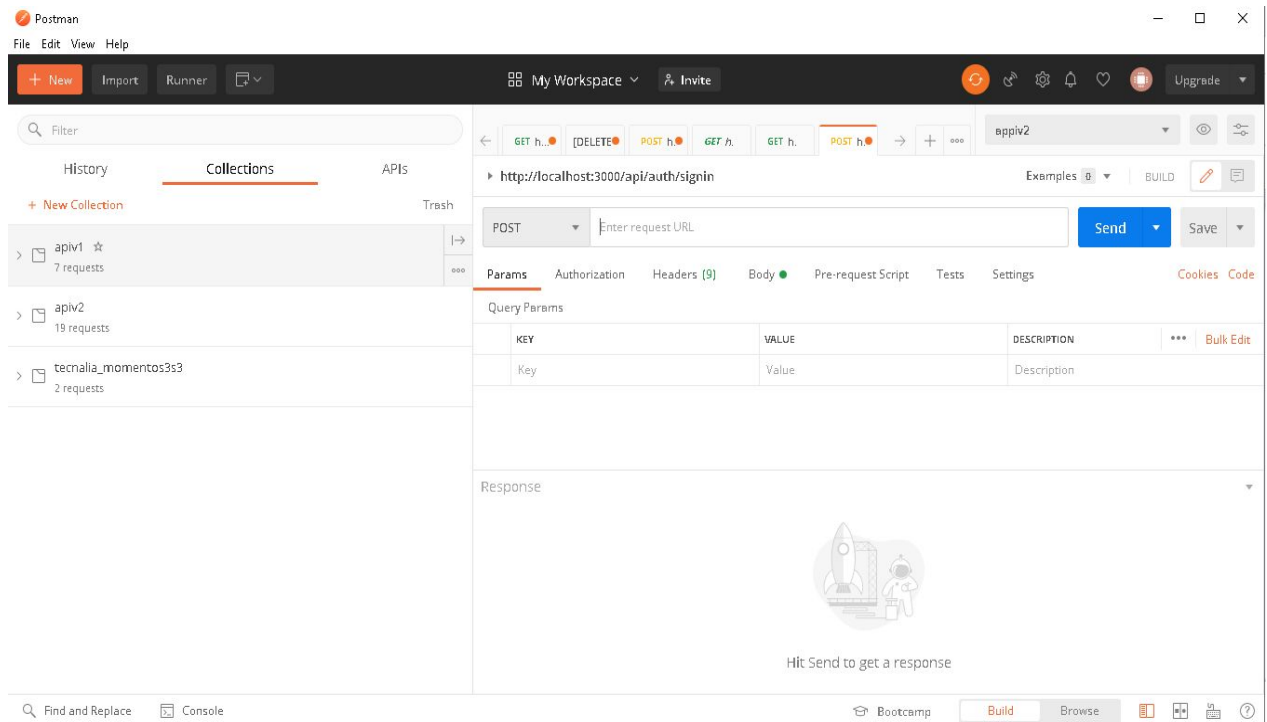 Postman
File Edit View Help
+ New Import Runner My Workspace Invite Upgrade
Filter
History Collections APIs
+ New Collection Trash
apiv1
7 requests
apiv2
19 requests
tecnalia_momentos3s3
2 requests
GET h... [DELETE POST h. GET h. GET h. POST h. appiv2
http://localhost:3000/api/auth/signin Examples 0 BUILD
POST Enter request URL Send Save
Params Authorization Headers (9) Body Pre-request Script Tests Settings Cookies Code
Query Params
KEY VALUE DESCRIPTION Bulk Edit
Key Value Description
Response
Hit Send to get a response
Find and Replace Console Bootcamp Build Browse